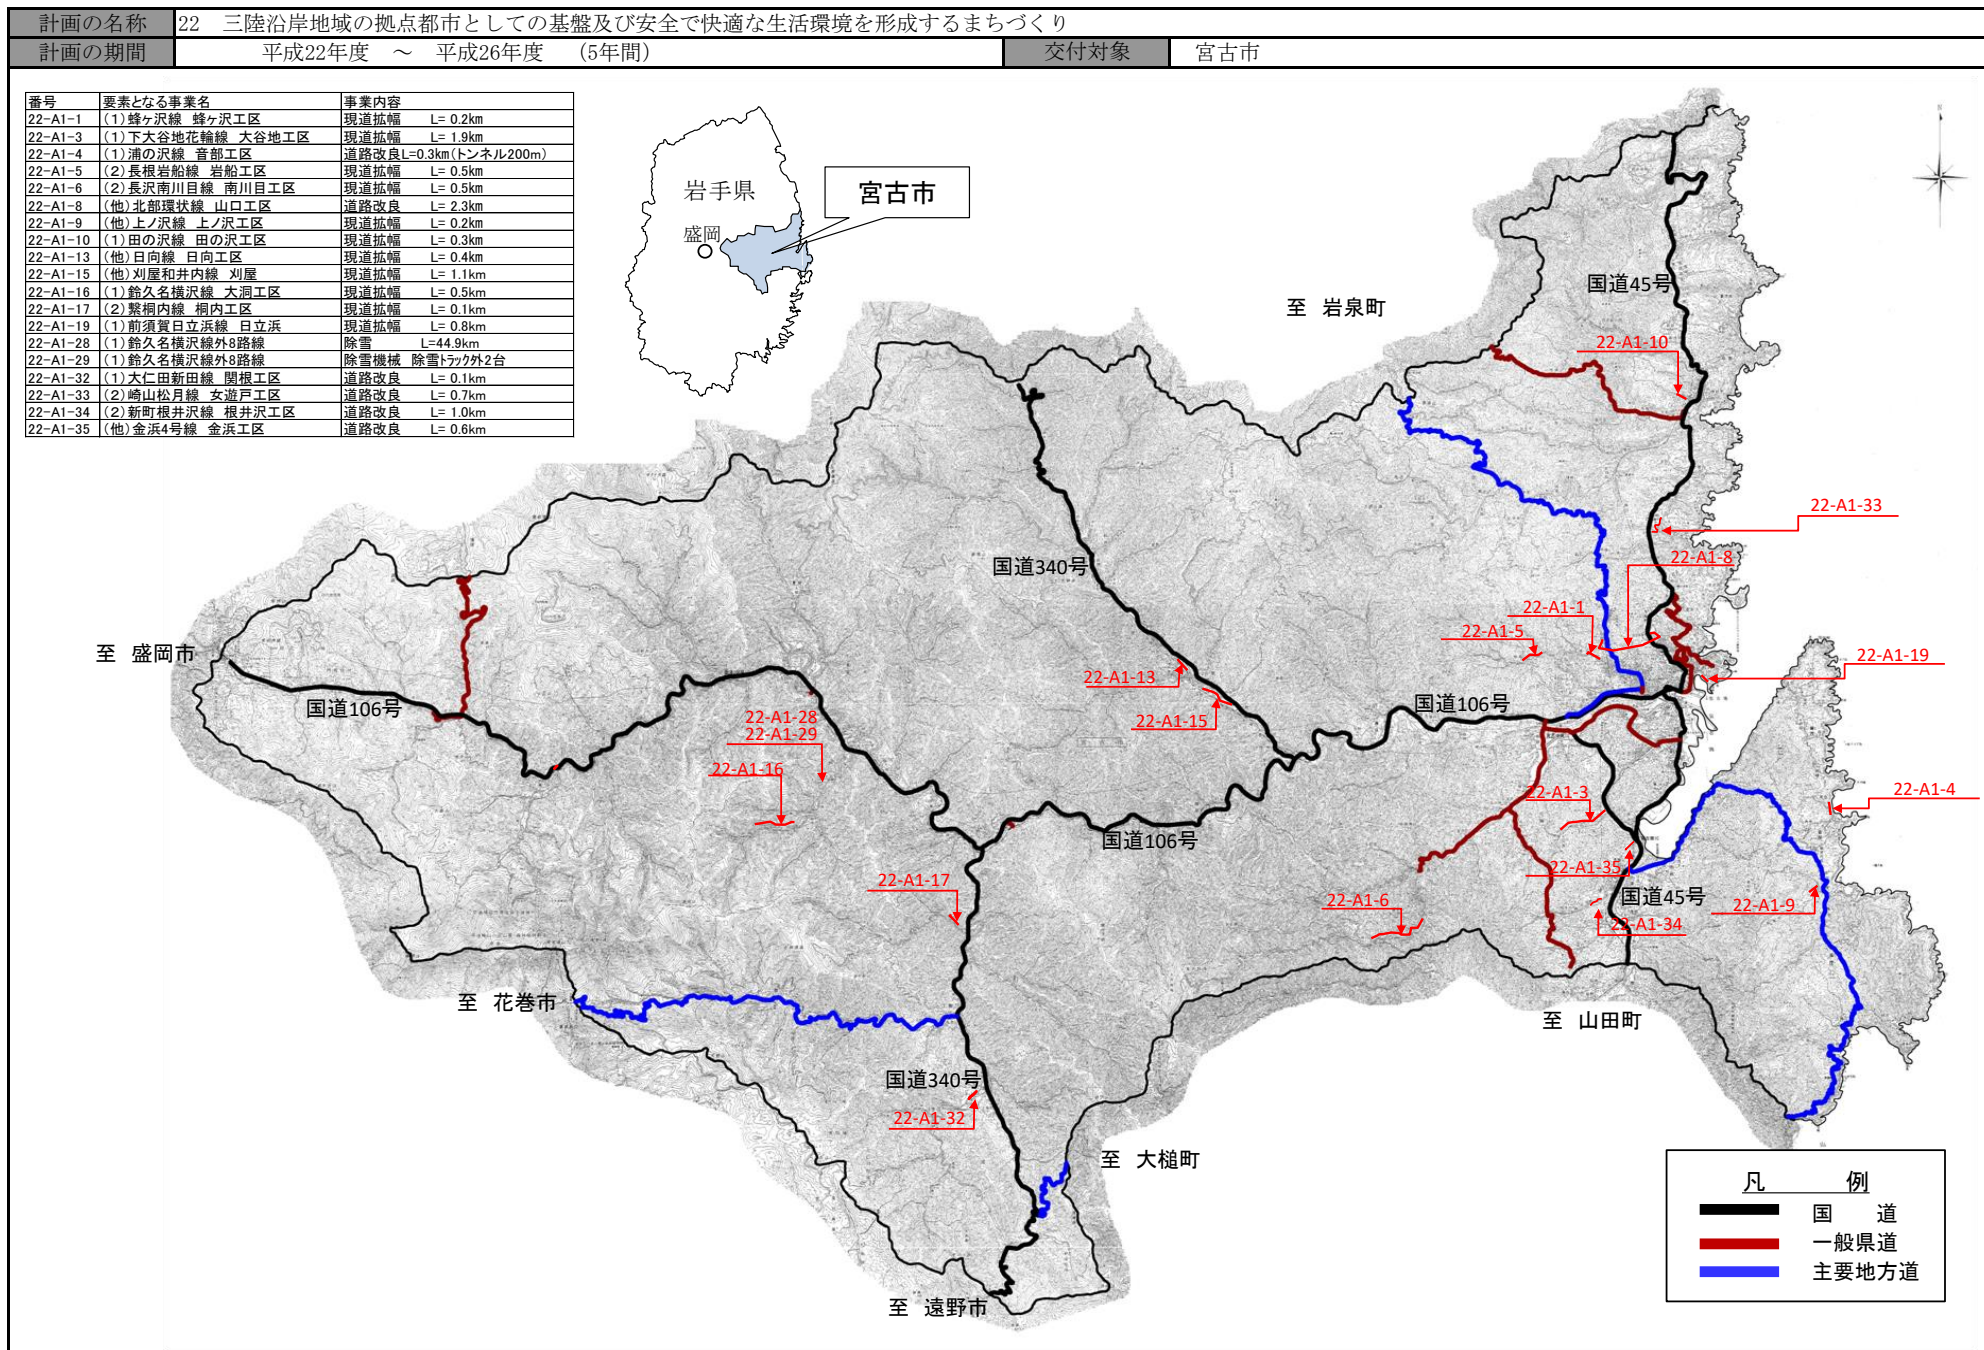 計画の名称 22 三陸沿岸地域の拠点都市としての基盤及び安全で快適な生活環境を形成するまちづくり
計画の期間 平成22年度 ～ 平成26年度 (5年間) 交付対象 宮古市
番号 要素となる事業名 事業内容
22-A1-1 (1)蜂ヶ沢線 蜂ヶ沢工区 現道拡幅 L= 0.2km
22-A1-3 (1)下大谷地花輪線 大谷地工区 現道拡幅 L= 1.9km
22-A1-4 (1)浦の沢線 音部工区 道路改良L=0.3km(トンネル200m)
22-A1-5 (2)長根岩船線 岩船工区 現道拡幅 L= 0.5km
22-A1-6 (2)長沢南川目線 南川目工区 現道拡幅 L= 0.5km
22-A1-8 (他)北部環状線 山口工区 道路改良 L= 2.3km
22-A1-9 (他)上ノ沢線 上ノ沢工区 現道拡幅 L= 0.2km
22-A1-10 (1)田の沢線 田の沢工区 現道拡幅 L= 0.3km
22-A1-13 (他)日向線 日向工区 現道拡幅 L= 0.4km
22-A1-15 (他)刈屋和井内線 刈屋 現道拡幅 L= 1.1km
22-A1-16 (1)鈴久名横沢線 大洞工区 現道拡幅 L= 0.5km
22-A1-17 (2)繋桐内線 桐内工区 現道拡幅 L= 0.1km
22-A1-19 (1)前須賀日立浜線 日立浜 現道拡幅 L= 0.8km
22-A1-28 (1)鈴久名横沢線外8路線 除雪 L=44.9km
22-A1-29 (1)鈴久名横沢線外8路線 除雪機械 除雪トラック外2台
22-A1-32 (1)大仁田新田線 関根工区 道路改良 L= 0.1km
22-A1-33 (2)崎山松月線 女遊戸工区 道路改良 L= 0.7km
22-A1-34 (2)新町根井沢線 根井沢工区 道路改良 L= 1.0km
22-A1-35 (他)金浜4号線 金浜工区 道路改良 L= 0.6km
岩手県
盛岡
宮古市
国道45号
至 岩泉町
22-A1-10
22-A1-33
22-A1-8
国道340号
22-A1-1
22-A1-5
至 盛岡市
22-A1-19
22-A1-13
国道106号
国道106号
22-A1-28
22-A1-15
22-A1-29
22-A1-16
22-A1-3
22-A1-4
国道106号
22-A1-35
22-A1-17
国道45号
22-A1-6
22-A1-9
22-A1-34
至 花巻市
至 山田町
国道340号
22-A1-32
至 大槌町
至 遠野市
凡 例
国 道
一般県道
主要地方道